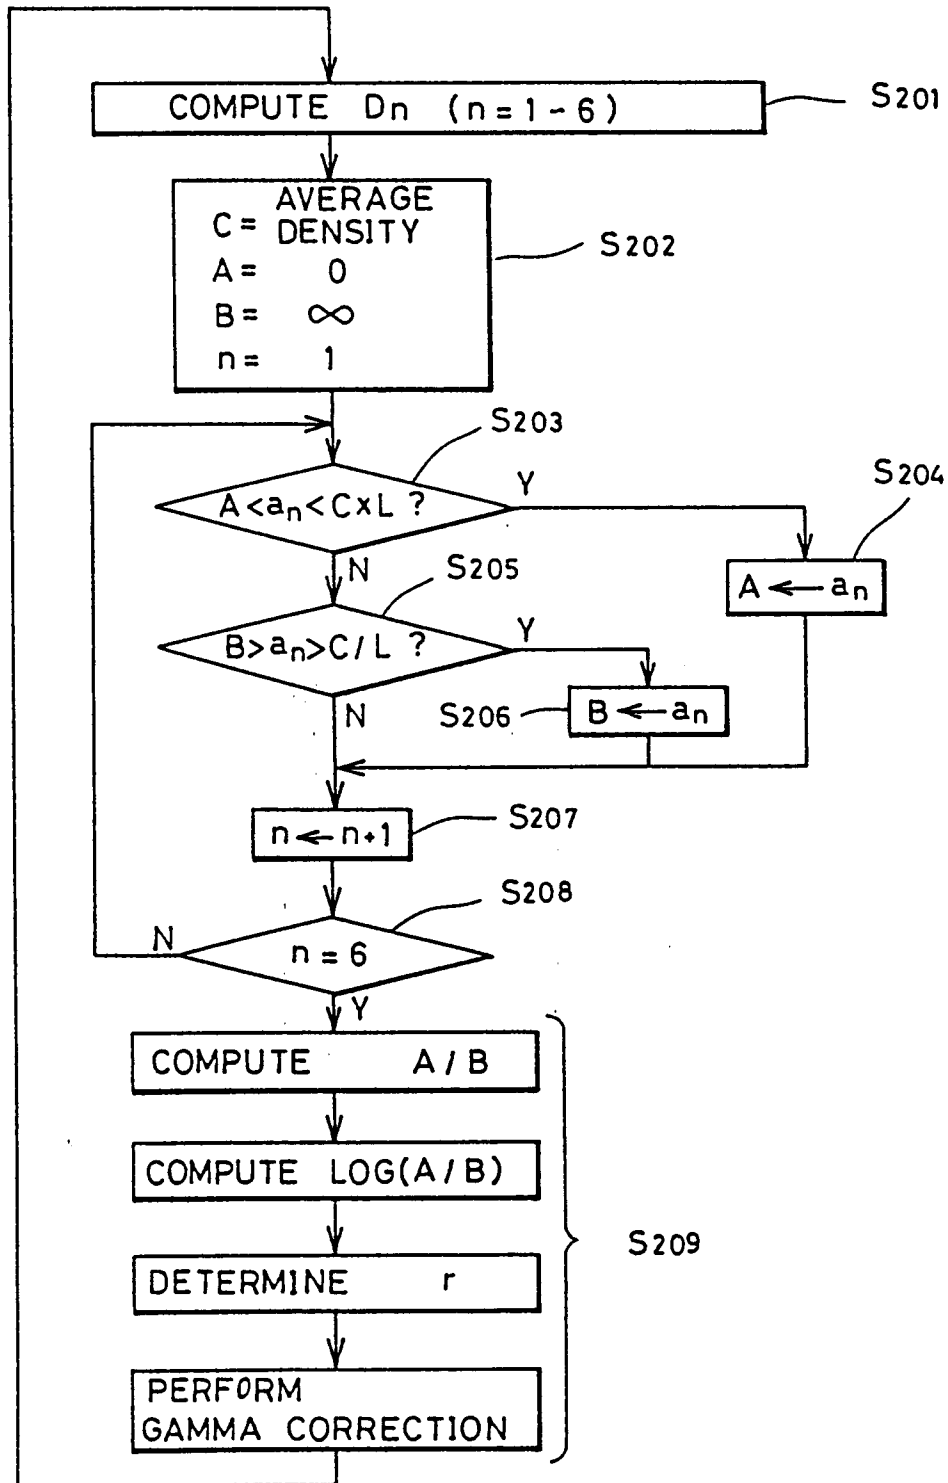 COMPUTE Dn (n=1-6)
S201
C= AVERAGE DENSITY
A= 0
B= ∞
n= 1
S202
S203
A<an<C×L ?
Y
N
S204
A ← an
S205
B>an>C/L ?
Y
N
S206
B ← an
S207
n ← n+1
S208
n=6
N
Y
COMPUTE A/B
COMPUTE LOG(A/B)
DETERMINE r
PERFORM
GAMMA CORRECTION
S209